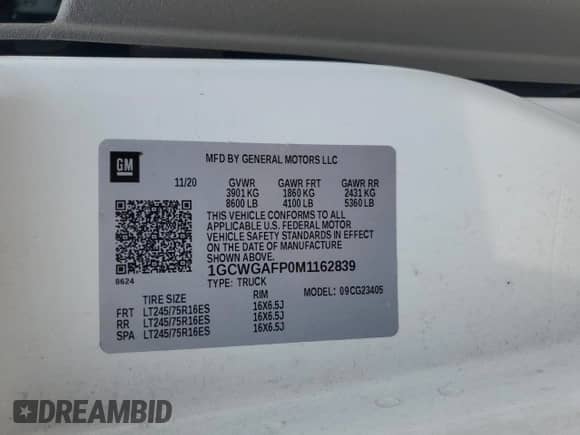 GM
MFD BY GENERAL MOTORS LLC
11/20 GVWR GAWR FRT GAWR RR
3901 KG 1860 KG 2431 KG
8600 LB 4100 LB 5360 LB
THIS VEHICLE CONFORMS TO ALL
APPLICABLE U.S. FEDERAL MOTOR
VEHICLE SAFETY STANDARDS IN EFFECT
ON THE DATE OF MANUFACTURE
SHOWN ABOVE.
1GCWGAFP0M1162839
8624 TYPE: TRUCK MODEL: 09CG23405
TIRE SIZE RIM
FRT LT245/75R16ES 16X6.5J
RR LT245/75R16ES 16X6.5J
SPA LT245/75R16ES 16X6.5J
DREAMBID